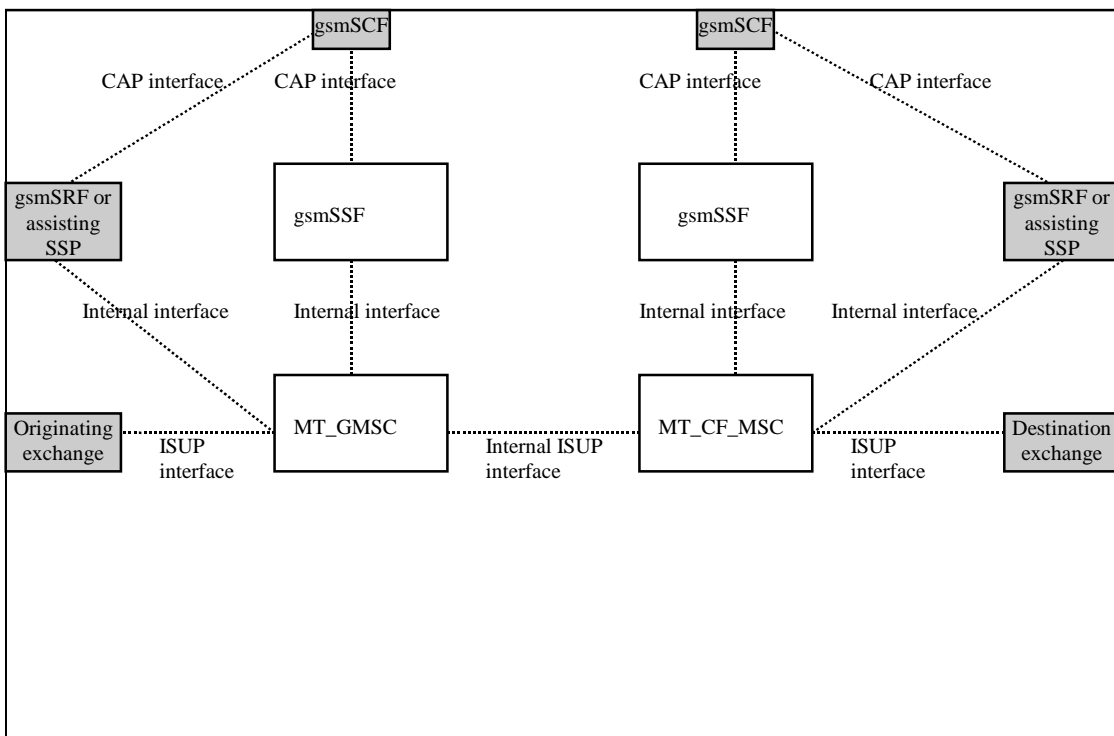 gsmSCF
gsmSCF
CAP interface
CAP interface
CAP interface
CAP interface
gsmSRF or
assisting
SSP
gsmSSF
gsmSSF
gsmSRF or
assisting
SSP
Internal interface
Internal interface
Internal interface
Internal interface
Originating
exchange
ISUP
interface
MT_GMSC
Internal ISUP
interface
MT_CF_MSC
ISUP
interface
Destination
exchange